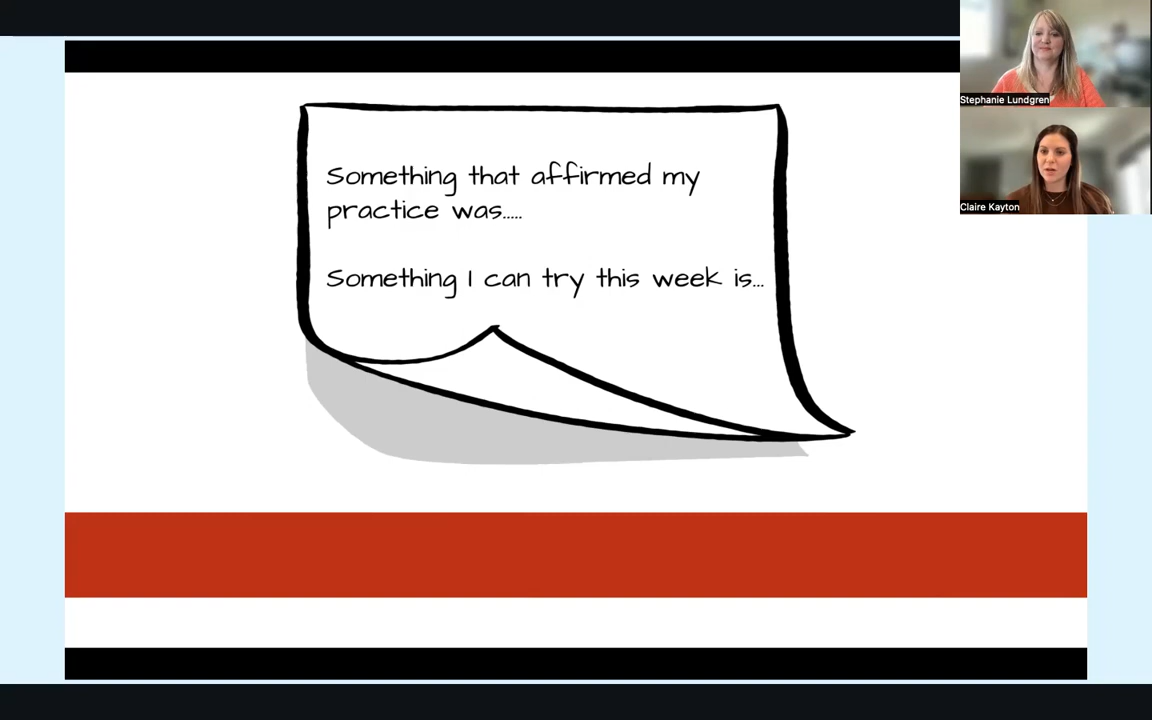 Something that affirmed my
practice was.....
Something I can try this week is...
Stephanie Lundgren
Claire Kayton